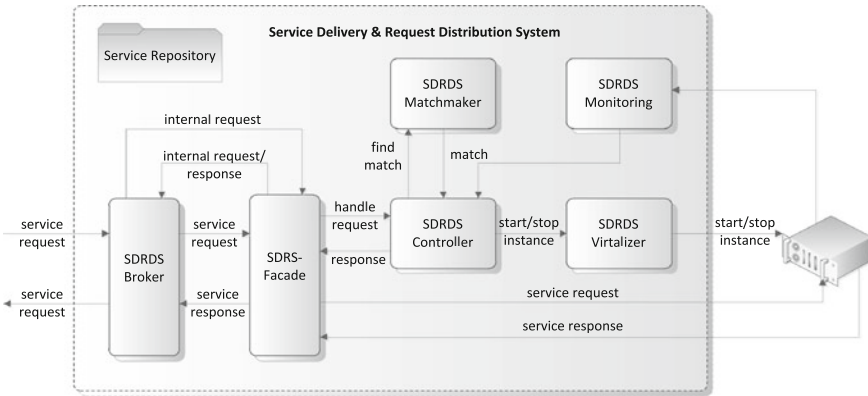 Service Delivery & Request Distribution System
Service Repository
SDRDS
Matchmaker
SDRDS
Monitoring
internal request
find
match
match
internal request/
response
handle
request
service
request
SDRDS
Broker
service
request
SDRS-
Facade
response
SDRDS
Controller
start/stop
instance
SDRDS
Virtalizer
start/stop
instance
service
request
service
response
service request
service response